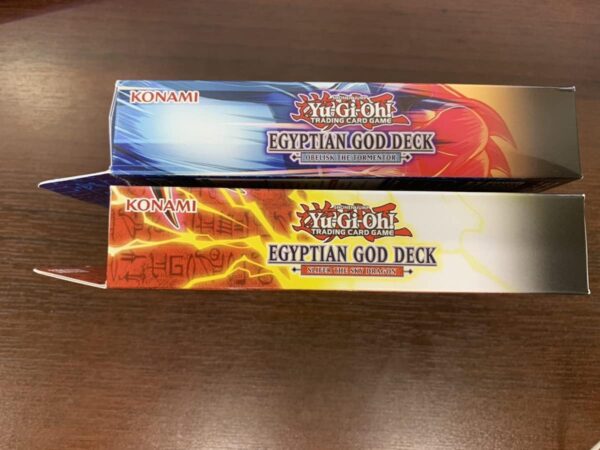 KONAMI
Yu-Gi-Oh!
TRADING CARD GAME
EGYPTIAN GOD DECK
OBELISK THE TORMENTOR
KONAMI
Yu-Gi-Oh!
TRADING CARD GAME
EGYPTIAN GOD DECK
SLIFER THE SKY DRAGON